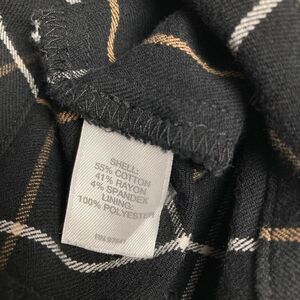 SHELL:
55% COTTON
41% RAYON
4% SPANDEX
LINING:
100% POLYESTER